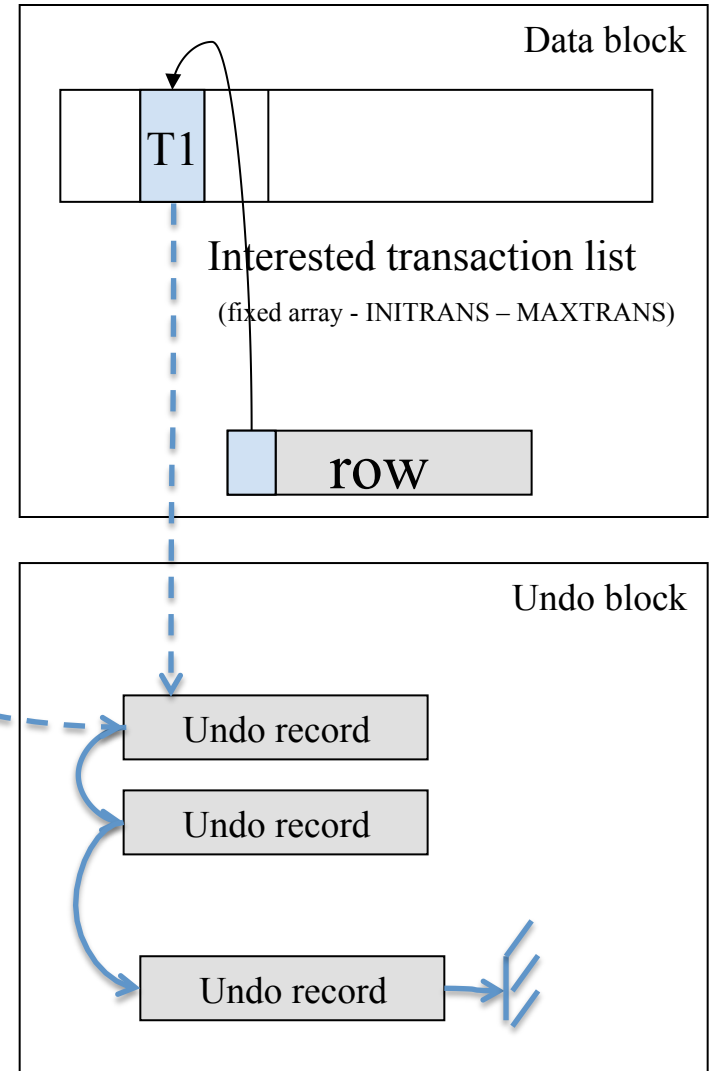 Data block
T1
Interested transaction list
(fixed array - INITRANS – MAXTRANS)
row
Undo block
Undo record
Undo record
Undo record